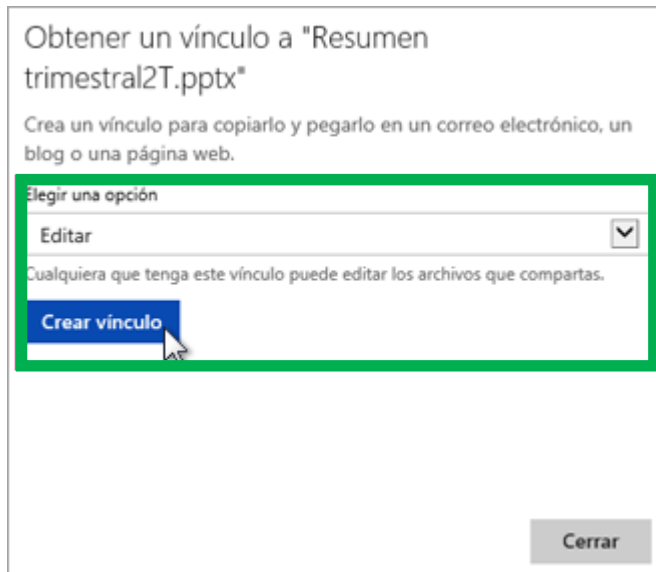 Obtener un vínculo a "Resumen
trimestral2T.pptx"
Crea un vínculo para copiarlo y pegarlo en un correo electrónico, un
blog o una página web.
Elegir una opción
Editar
Cualquiera que tenga este vínculo puede editar los archivos que compartas.
Crear vínculo
Cerrar